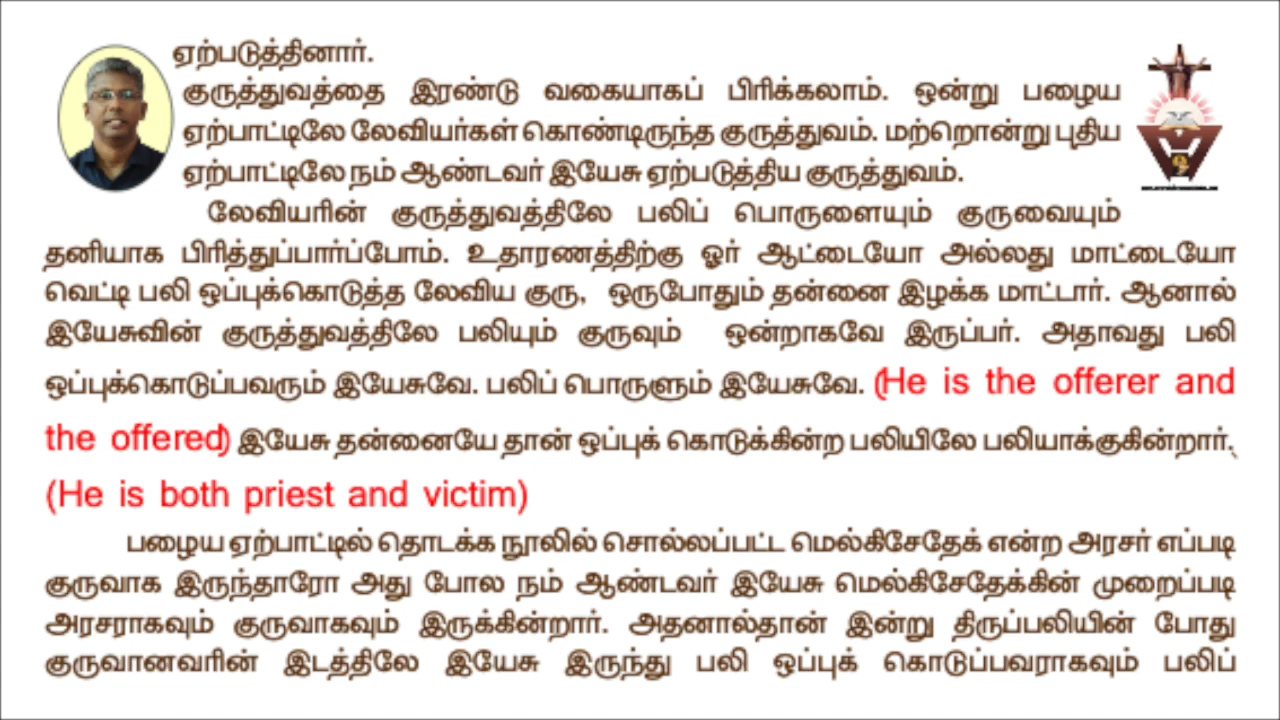 ஏற்படுத்தினார்.
குருத்துவத்தை இரண்டு வகையாகப் பிரிக்கலாம். ஒன்று பழைய
ஏற்பாட்டிலே லேவியர்கள் கொண்டிருந்த குருத்துவம். மற்றொன்று புதிய
ஏற்பாட்டிலே நம் ஆண்டவர் இயேசு ஏற்படுத்திய குருத்துவம்.
லேவியரின் குருத்துவத்திலே பலிப் பொருளையும் குருவையும்
தனியாக பிரித்துப்பார்ப்போம். உதாரணத்திற்கு ஓர் ஆட்டையோ அல்லது மாட்டையோ
வெட்டி பலி ஒப்புக்கொடுத்த லேவிய குரு, ஒருபோதும் தன்னை இழக்க மாட்டார். ஆனால்
இயேசுவின் குருத்துவத்திலே பலியும் குருவும் ஒன்றாகவே இருப்பர். அதாவது பலி
ஒப்புக்கொடுப்பவரும் இயேசுவே. பலிப் பொருளும் இயேசுவே. (He is the offerer and
the offered) இயேசு தன்னையே தான் ஒப்புக் கொடுக்கின்ற பலியிலே பலியாக்குகின்றார்.
(He is both priest and victim)
பழைய ஏற்பாட்டில் தொடக்க நூலில் சொல்லப்பட்ட மெல்கிசேதேக் என்ற அரசர் எப்படி
குருவாக இருந்தாரோ அது போல நம் ஆண்டவர் இயேசு மெல்கிசேதேக்கின் முறைப்படி
அரசராகவும் குருவாகவும் இருக்கின்றார். அதனால்தான் இன்று திருப்பலியின் போது
குருவானவரின் இடத்திலே இயேசு இருந்து பலி ஒப்புக் கொடுப்பவராகவும் பலிப்